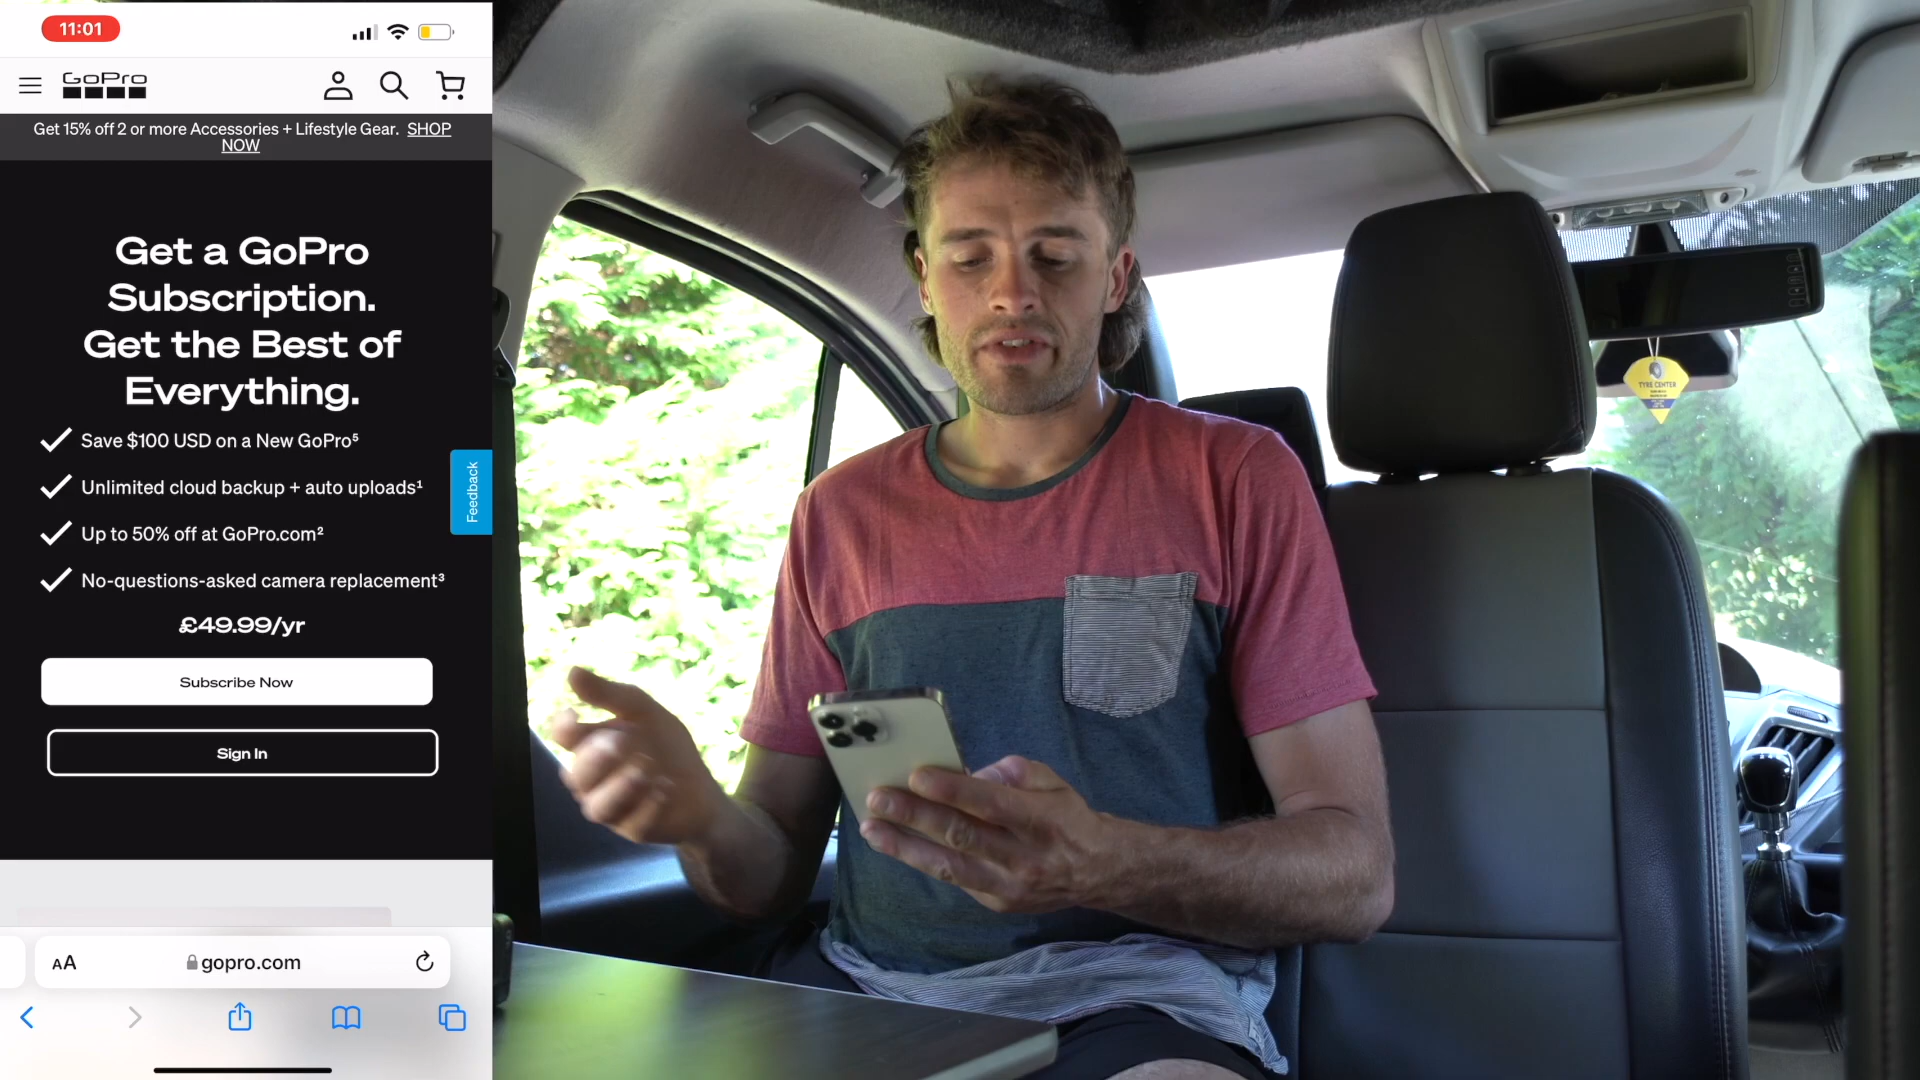 11:01
GoPro
Get 15% off 2 or more Accessories + Lifestyle Gear. SHOP
NOW
Get a GoPro
Subscription.
Get the Best of
Everything.
Save $100 USD on a New GoPro⁵
Unlimited cloud backup + auto uploads¹
Feedback
Up to 50% off at GoPro.com²
No-questions-asked camera replacement³
£49.99/yr
Subscribe Now
Sign In
AA
gopro.com
TYRE CENTER